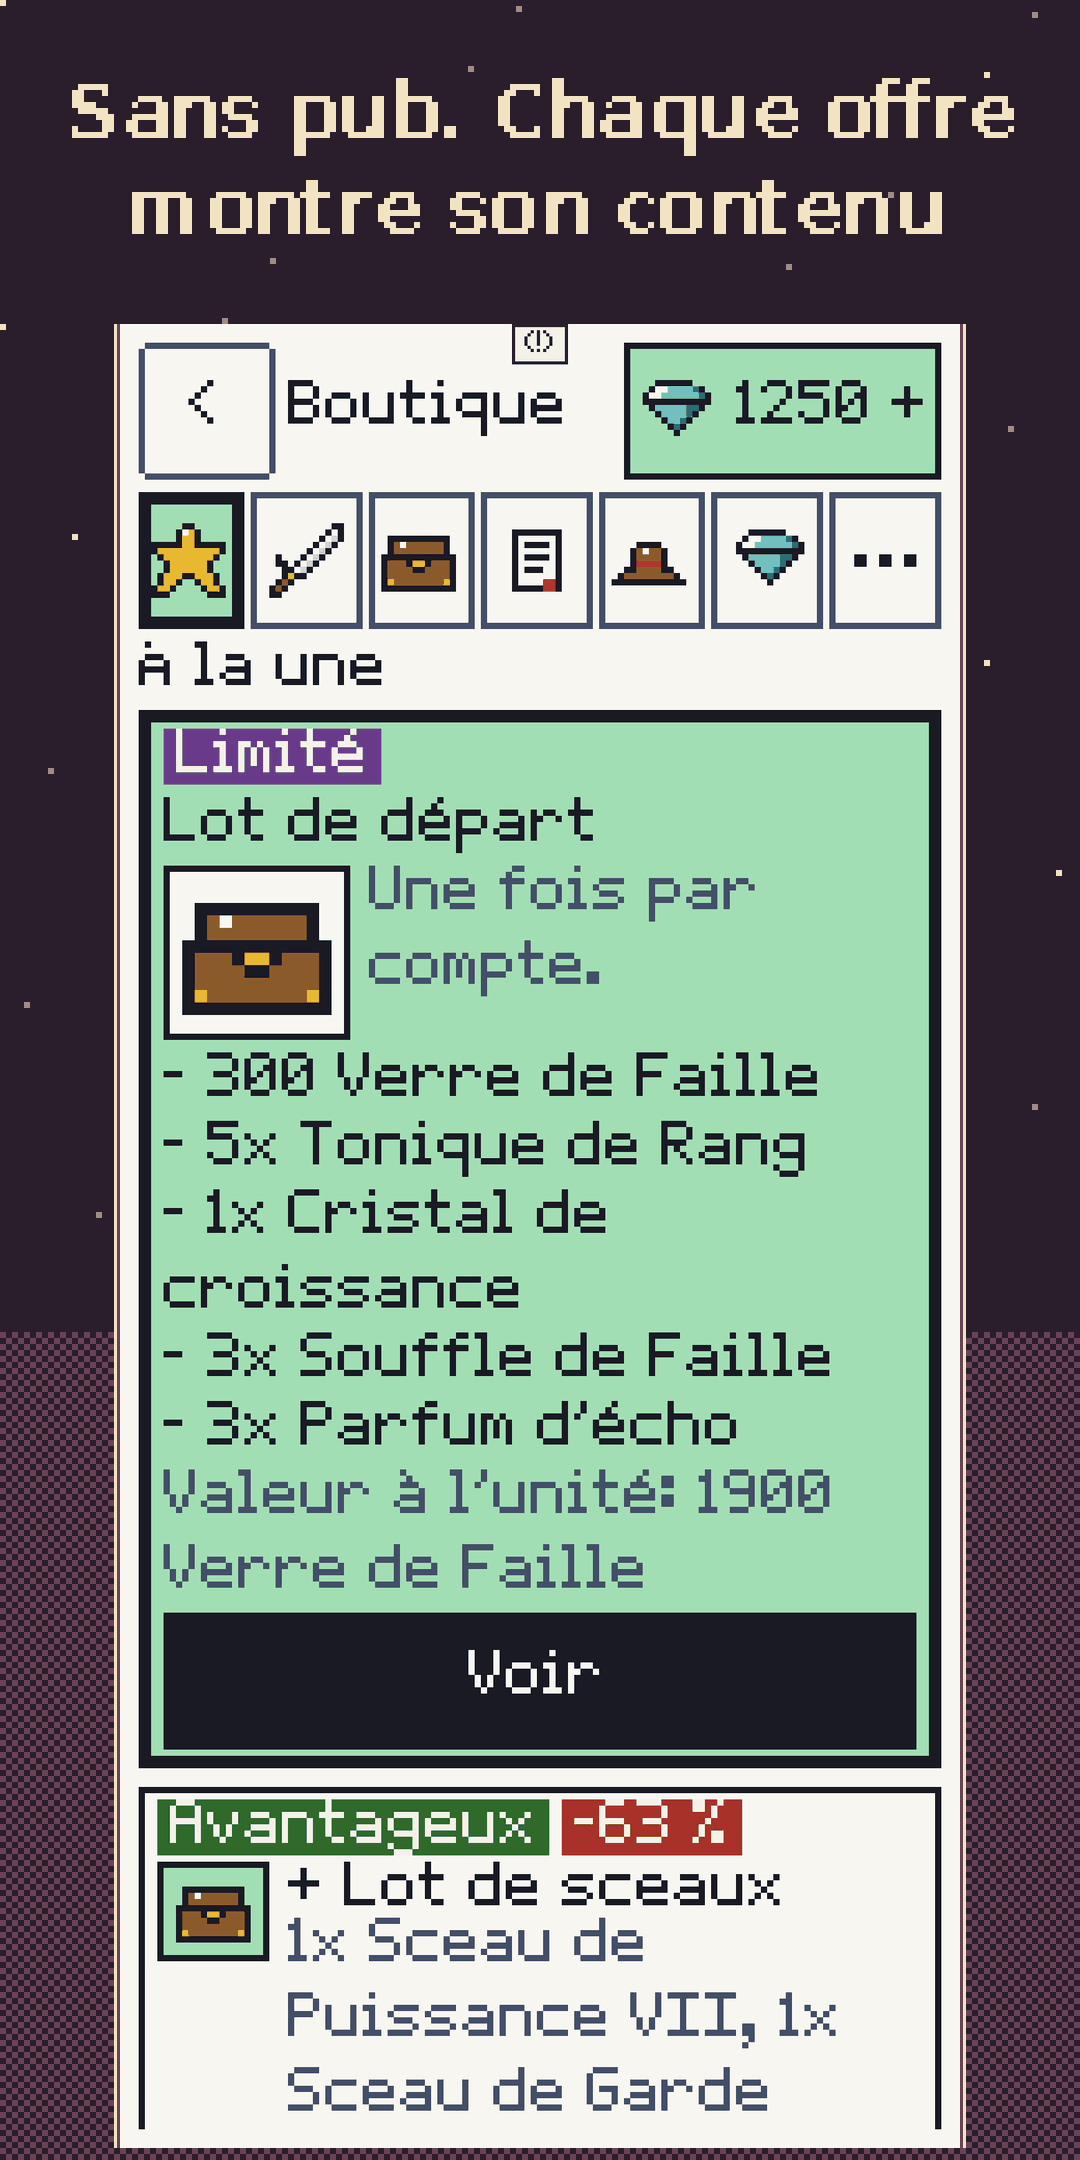 Sans pub. Chaque offre
montre son contenu
Boutique
1250 +
À la une
Limité
Lot de départ
Une fois par
compte.
- 300 Verre de Faille
- 5x Tonique de Rang
- 1x Cristal de
croissance
- 3x Souffle de Faille
- 3x Parfum d'écho
Valeur à l'unité: 1900
Verre de Faille
Voir
Avantageux -63 %
+ Lot de sceaux
1x Sceau de
Puissance VII, 1x
Sceau de Garde